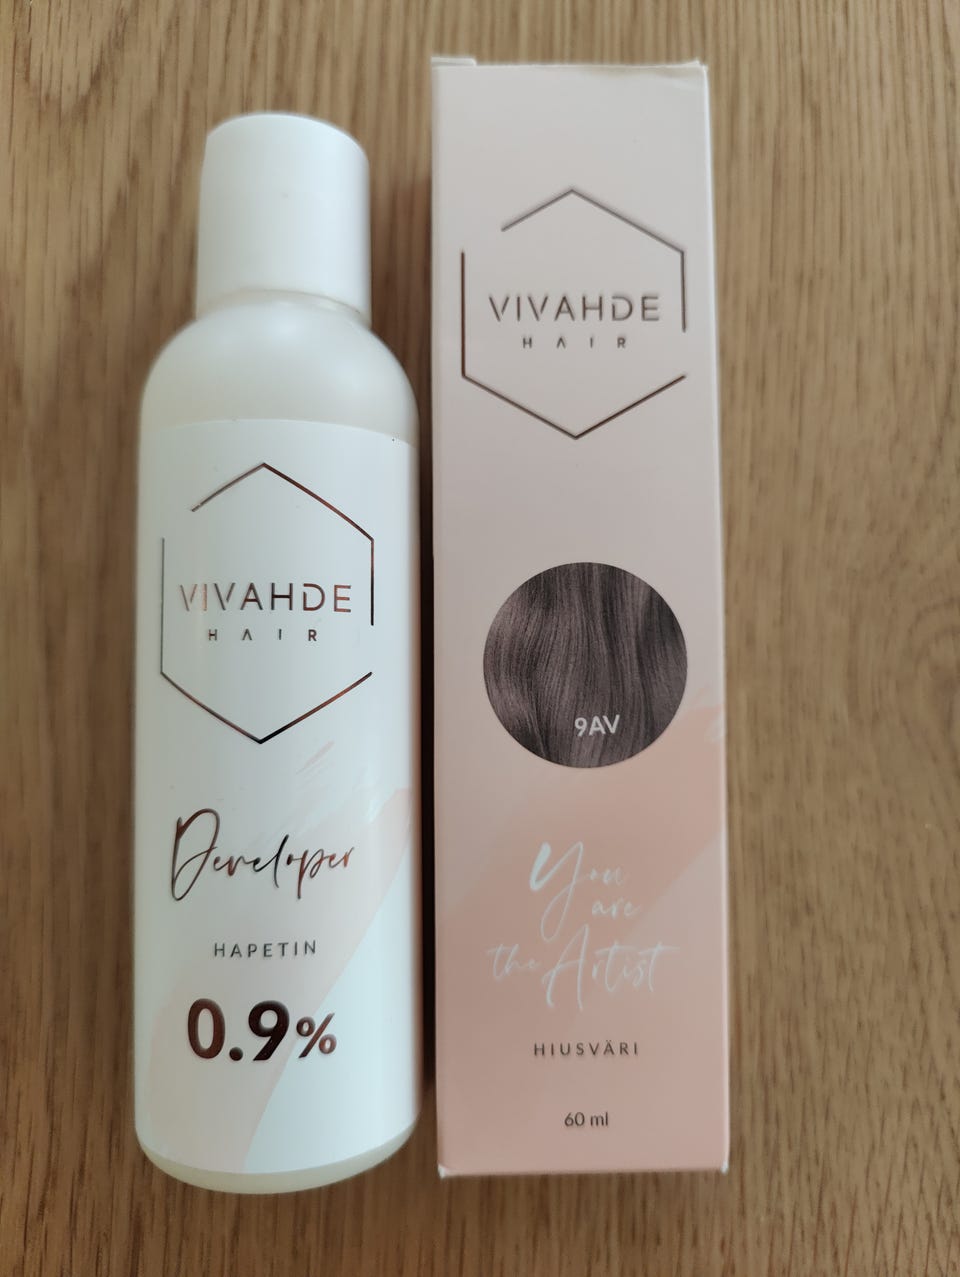 VIVAHDE
HAIR
Developer
HAPETIN
0.9%
VIVAHDE
HAIR
9AV
You
are
the Artist
HIUSVÄRI
60 ml